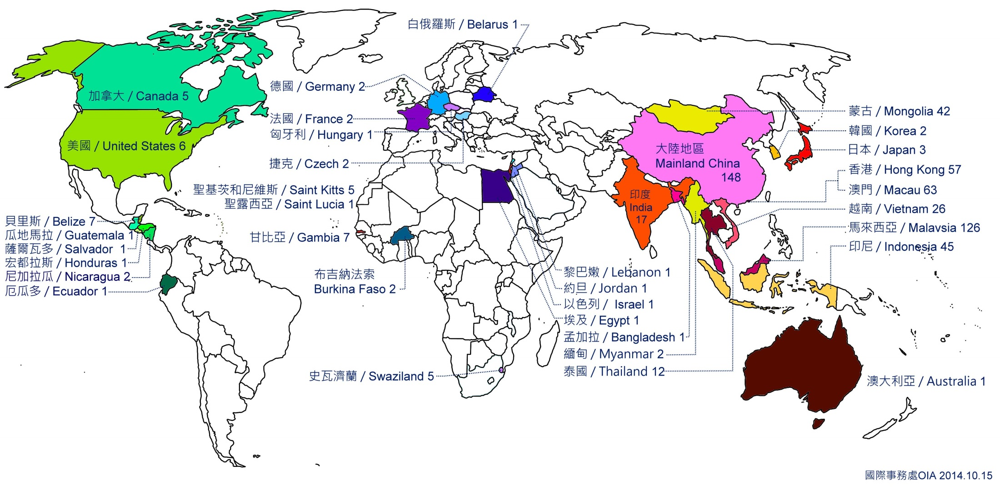 白俄羅斯 / Belarus 1
德國 / Germany 2
加拿大 / Canada 5
法國 / France 2
匈牙利 / Hungary 1
美國 / United States 6
捷克 / Czech 2
聖基茨和尼維斯 / Saint Kitts 5
聖露西亞 / Saint Lucia 1
貝里斯 / Belize 7
瓜地馬拉 / Guatemala 1
薩爾瓦多 / Salvador 1
宏都拉斯 / Honduras 1
尼加拉瓜 / Nicaragua 2
厄瓜多 / Ecuador 1
甘比亞 / Gambia 7
布吉納法索
Burkina Faso 2
史瓦濟蘭 / Swaziland 5
黎巴嫩 / Lebanon 1
約旦 / Jordan 1
以色列 / Israel 1
埃及 / Egypt 1
孟加拉 / Bangladesh 1
緬甸 / Myanmar 2
泰國 / Thailand 12
印度
India
17
大陸地區
Mainland China
148
蒙古 / Mongolia 42
韓國 / Korea 2
日本 / Japan 3
香港 / Hong Kong 57
澳門 / Macau 63
越南 / Vietnam 26
馬來西亞 / Malavsia 126
印尼 / Indonesia 45
澳大利亞 / Australia 1
國際事務處OIA 2014.10.15